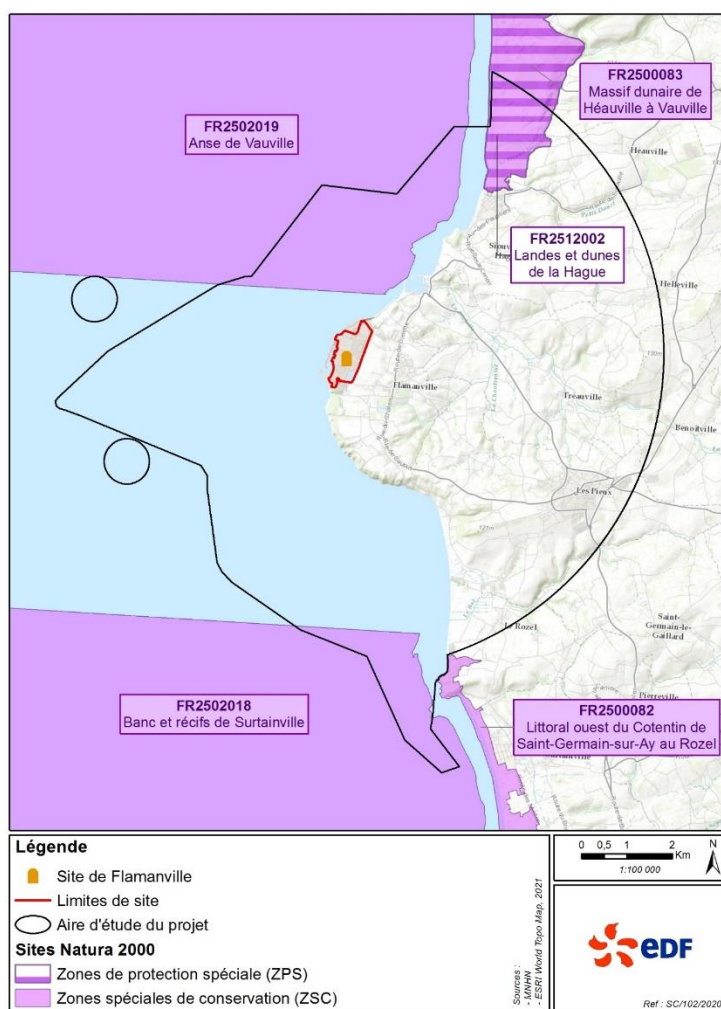 FR2500083
Massif dunaire de
Héauville à Vauville
FR2502019
Anse de Vauville
Héauville
FR2512002
Landes et dunes
de la Hague
Helleville
Flamanville
Tréauville
Benoîtville
Les Pieux
Le Rozel
Saint-
Germain-le-
Gaillard
Pierreville
FR2502018
Banc et récifs de Surtainville
FR2500082
Littoral ouest du Cotentin de
Saint-Germain-sur-Ay au Rozel
Légende
Site de Flamanville
Limites de site
Aire d'étude du projet
Sites Natura 2000
Zones de protection spéciale (ZPS)
Zones spéciales de conservation (ZSC)
Sources :
- MNHN
- ESRI World Topo Map, 2021
0 0,5 1 2
Km
N
1:100 000
edf
Ref : SC/102/2020